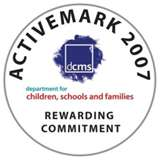 ACTIVEMARK 2007
dcms
department for
children, schools and families
REWARDING
COMMITMENT